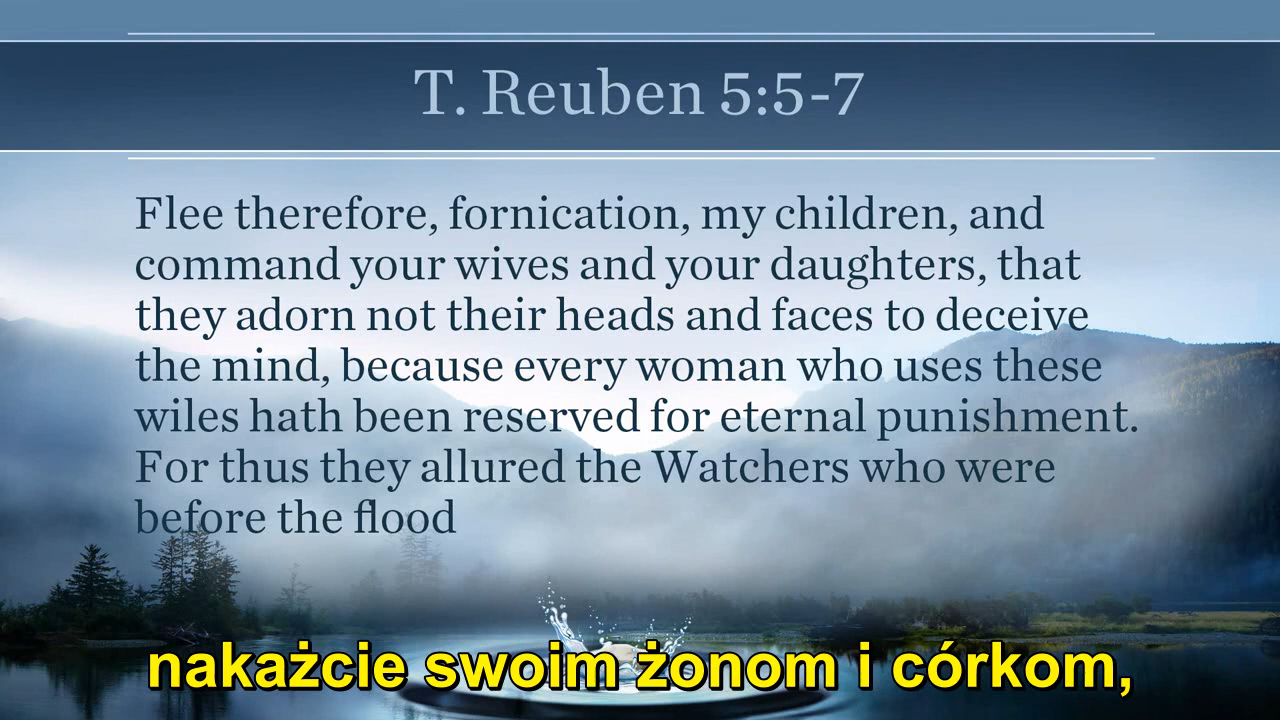 T. Reuben 5:5-7
Flee therefore, fornication, my children, and
command your wives and your daughters, that
they adorn not their heads and faces to deceive
the mind, because every woman who uses these
wiles hath been reserved for eternal punishment.
For thus they allured the Watchers who were
before the flood
nakażcie swoim żonom i córkom,